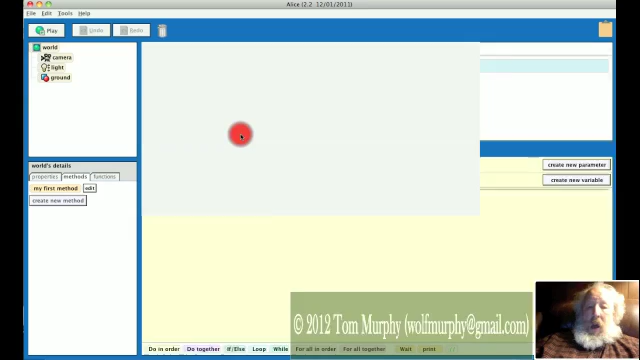 Alice (2.2 12/01/2011)
File Edit Tools Help
Play Undo Redo
world
camera
light
ground
world's details
properties methods functions
my first method edit
create new method
create new parameter
create new variable
© 2012 Tom Murphy (wolfmurphy@gmail.com)
Do in order Do together If/Else Loop While For all in order For all together Wait print